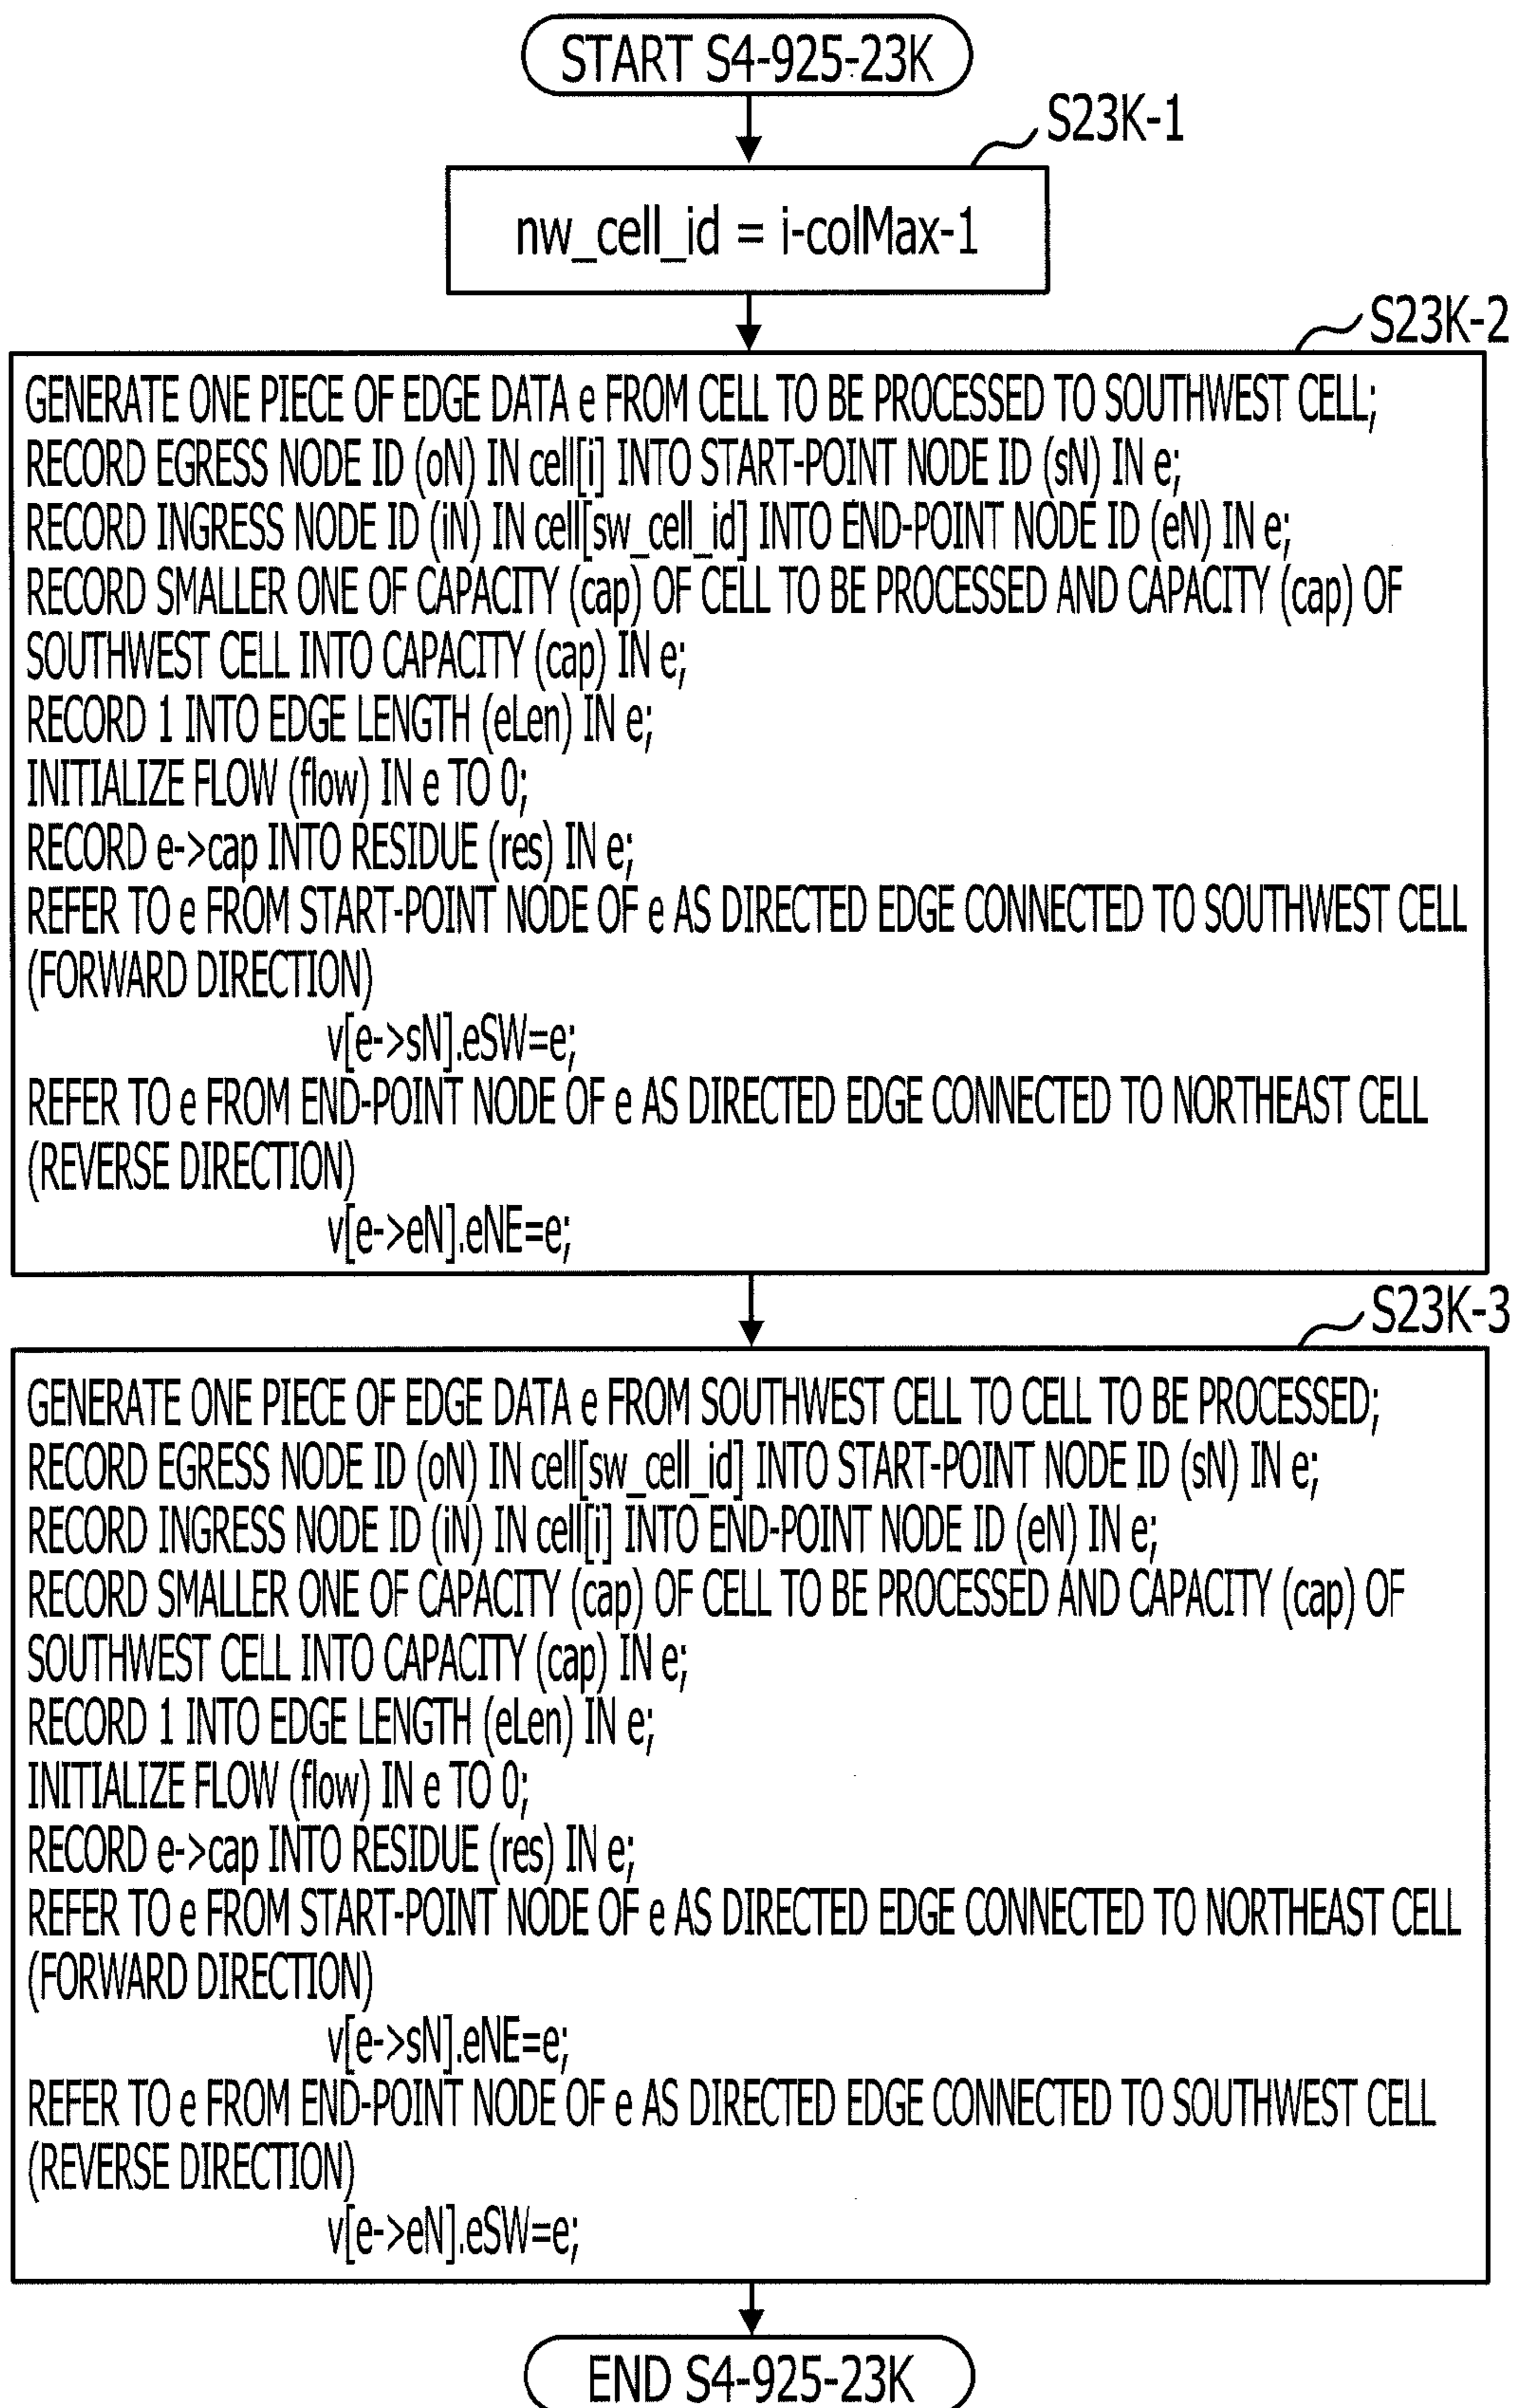 START S4-925-23K
S23K-1
nw_cell_id = i-colMax-1
S23K-2
GENERATE ONE PIECE OF EDGE DATA e FROM CELL TO BE PROCESSED TO SOUTHWEST CELL;
RECORD EGRESS NODE ID (oN) IN cell[i] INTO START-POINT NODE ID (sN) IN e;
RECORD INGRESS NODE ID (iN) IN cell[sw_cell_id] INTO END-POINT NODE ID (eN) IN e;
RECORD SMALLER ONE OF CAPACITY (cap) OF CELL TO BE PROCESSED AND CAPACITY (cap) OF
SOUTHWEST CELL INTO CAPACITY (cap) IN e;
RECORD 1 INTO EDGE LENGTH (eLen) IN e;
INITIALIZE FLOW (flow) IN e TO 0;
RECORD e->cap INTO RESIDUE (res) IN e;
REFER TO e FROM START-POINT NODE OF e AS DIRECTED EDGE CONNECTED TO SOUTHWEST CELL
(FORWARD DIRECTION)
v[e->sN].eSW=e;
REFER TO e FROM END-POINT NODE OF e AS DIRECTED EDGE CONNECTED TO NORTHEAST CELL
(REVERSE DIRECTION)
v[e->eN].eNE=e;
S23K-3
GENERATE ONE PIECE OF EDGE DATA e FROM SOUTHWEST CELL TO CELL TO BE PROCESSED;
RECORD EGRESS NODE ID (oN) IN cell[sw_cell_id] INTO START-POINT NODE ID (sN) IN e;
RECORD INGRESS NODE ID (iN) IN cell[i] INTO END-POINT NODE ID (eN) IN e;
RECORD SMALLER ONE OF CAPACITY (cap) OF CELL TO BE PROCESSED AND CAPACITY (cap) OF
SOUTHWEST CELL INTO CAPACITY (cap) IN e;
RECORD 1 INTO EDGE LENGTH (eLen) IN e;
INITIALIZE FLOW (flow) IN e TO 0;
RECORD e->cap INTO RESIDUE (res) IN e;
REFER TO e FROM START-POINT NODE OF e AS DIRECTED EDGE CONNECTED TO NORTHEAST CELL
(FORWARD DIRECTION)
v[e->sN].eNE=e;
REFER TO e FROM END-POINT NODE OF e AS DIRECTED EDGE CONNECTED TO SOUTHWEST CELL
(REVERSE DIRECTION)
v[e->eN].eSW=e;
END S4-925-23K